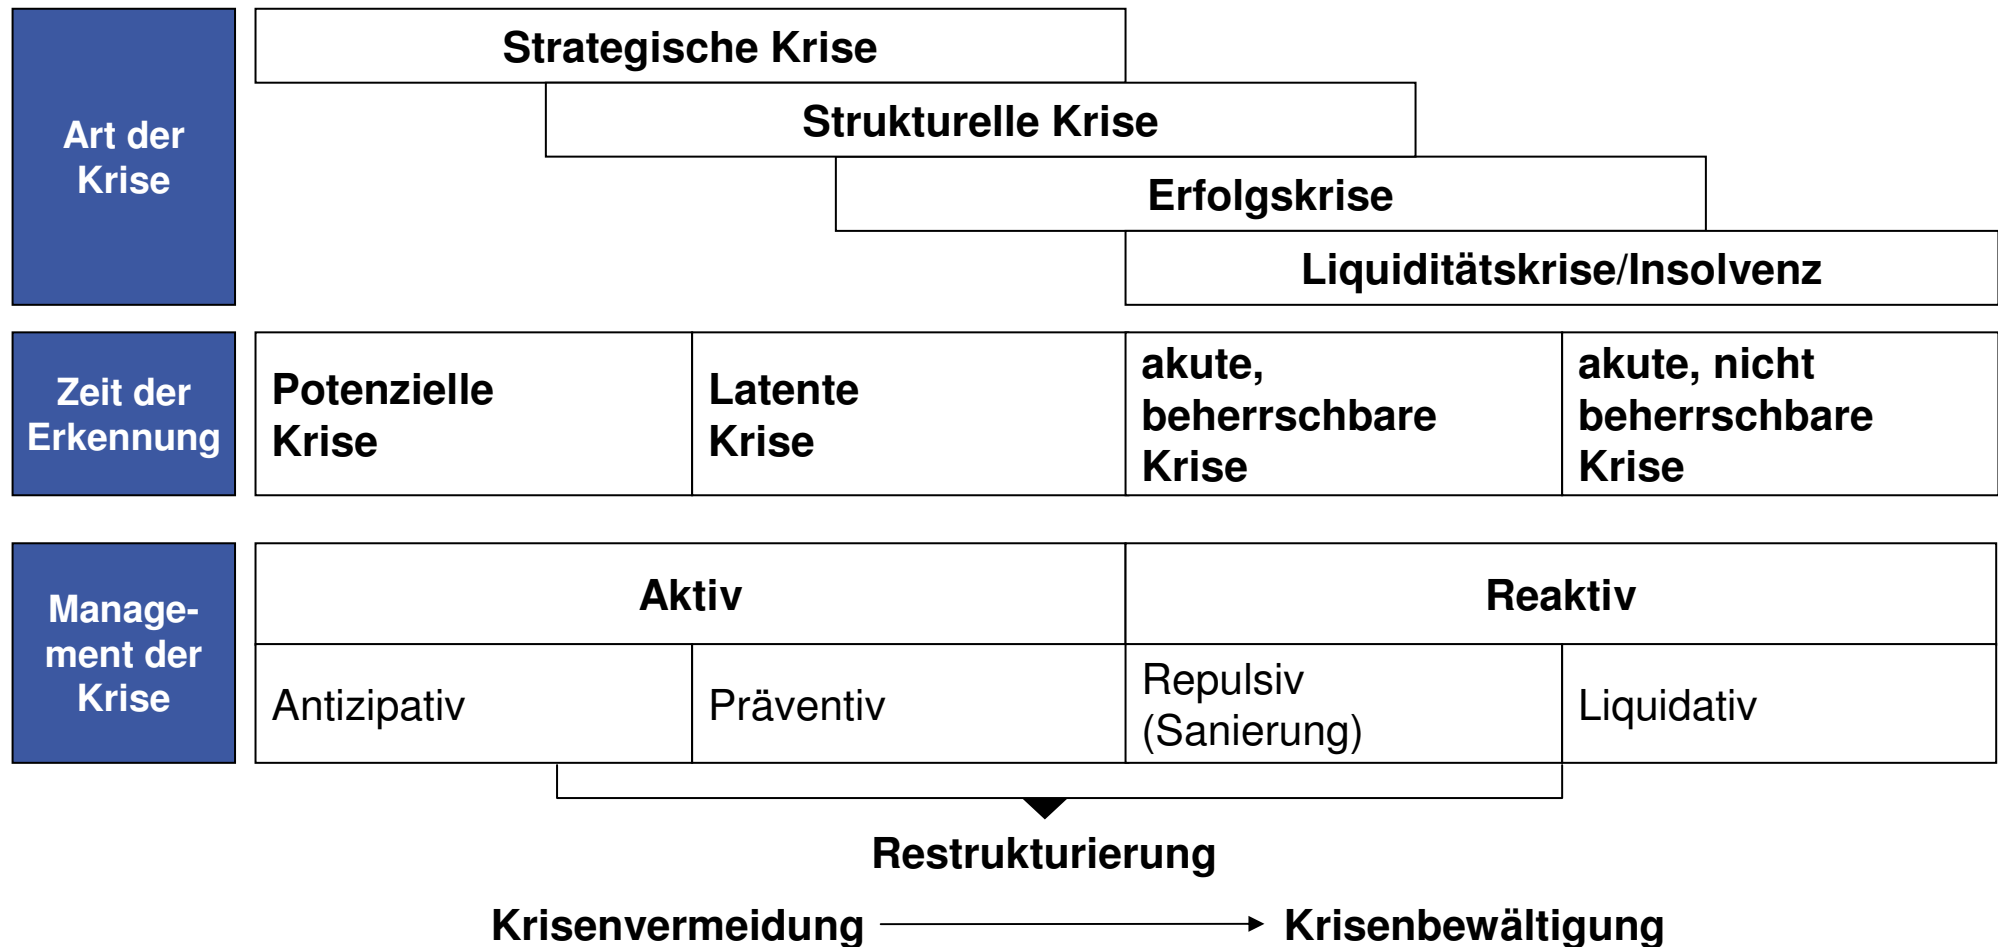 Art der
Krise
Strategische Krise
Strukturelle Krise
Erfolgskrise
Liquiditätskrise/Insolvenz
Zeit der
Erkennung
Potenzielle
Krise
Latente
Krise
akute,
beherrschbare
Krise
akute, nicht
beherrschbare
Krise
Manage-
ment der
Krise
Aktiv
Reaktiv
Antizipativ
Präventiv
Repulsiv
(Sanierung)
Liquidativ
Restrukturierung
Krisenvermeidung
Krisenbewältigung